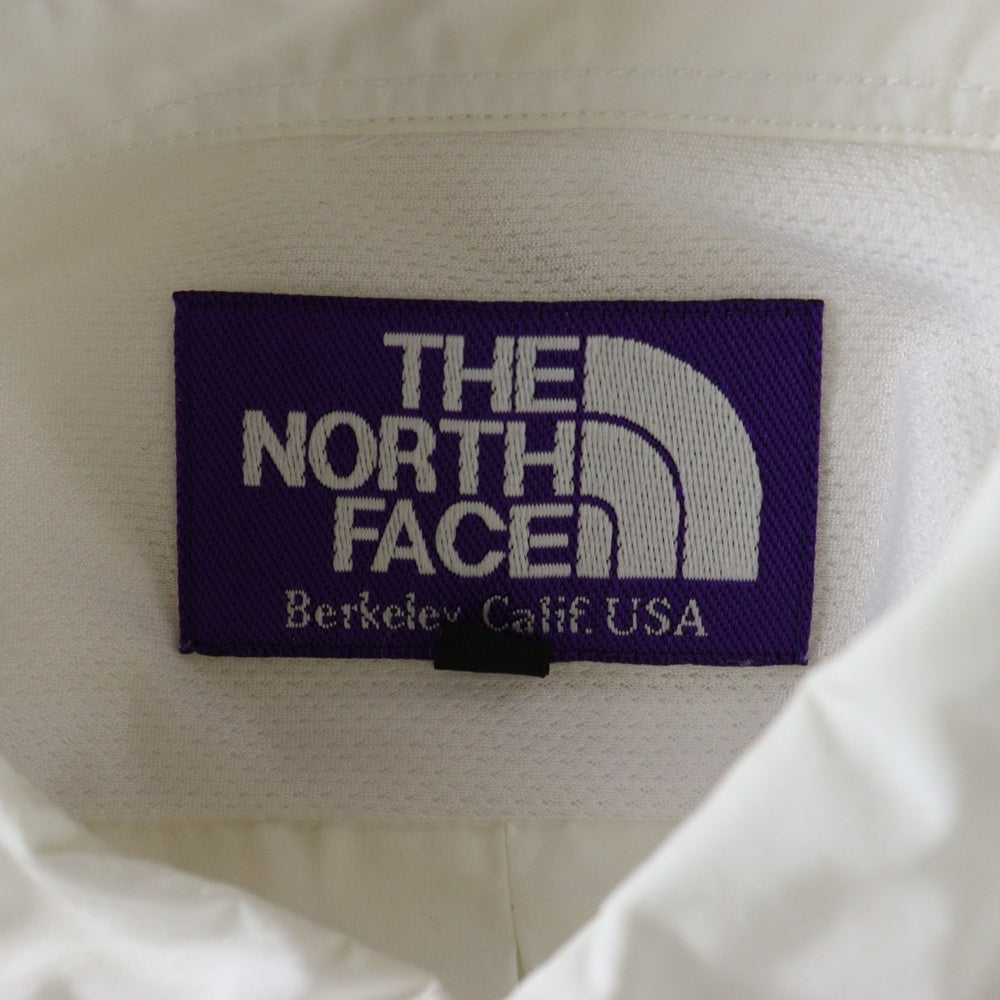 THE
NORTH
FACE
Berkeley, Calif. USA